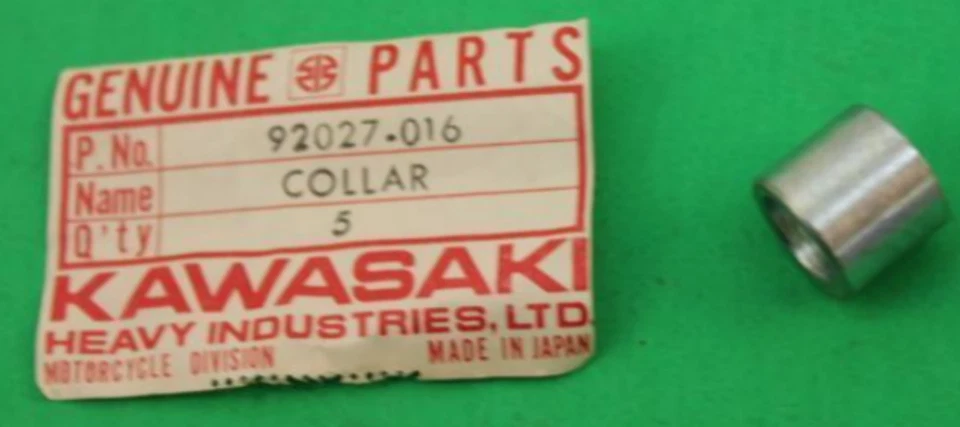 GENUINE PARTS
P. No. 92027-016
Name COLLAR
Q'ty 5
KAWASAKI
HEAVY INDUSTRIES, LTD.
MOTORCYCLE DIVISION MADE IN JAPAN